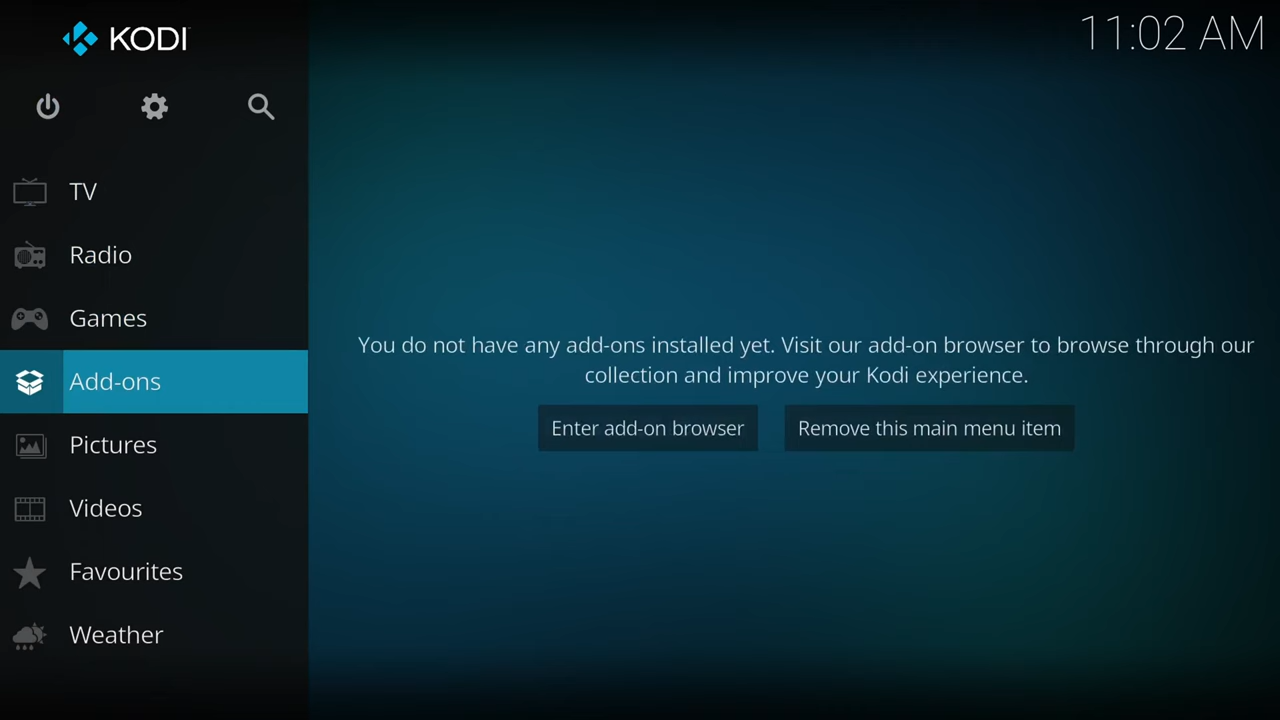 KODI
11:02 AM
TV
Radio
Games
Add-ons
Pictures
Videos
Favourites
Weather
You do not have any add-ons installed yet. Visit our add-on browser to browse through our
collection and improve your Kodi experience.
Enter add-on browser
Remove this main menu item